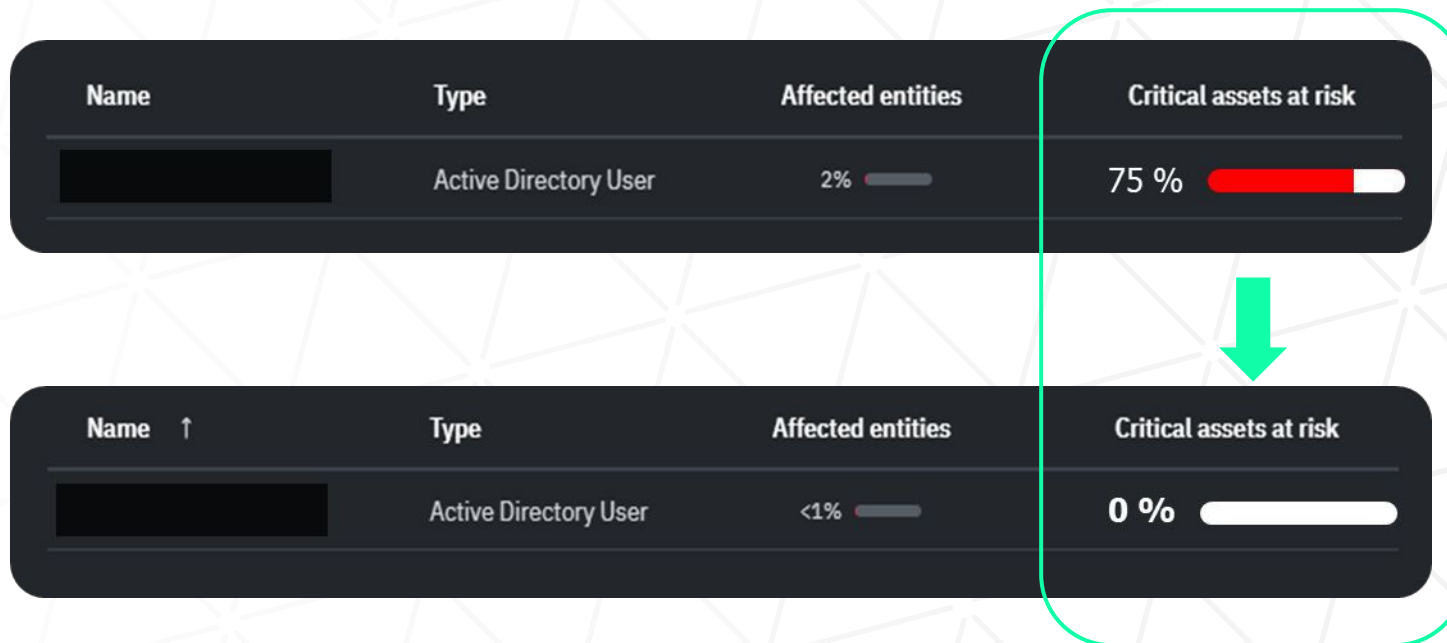 Name Type Affected entities Critical assets at risk
Active Directory User 2% 75 %
Name ↑ Type Affected entities Critical assets at risk
Active Directory User <1% 0 %